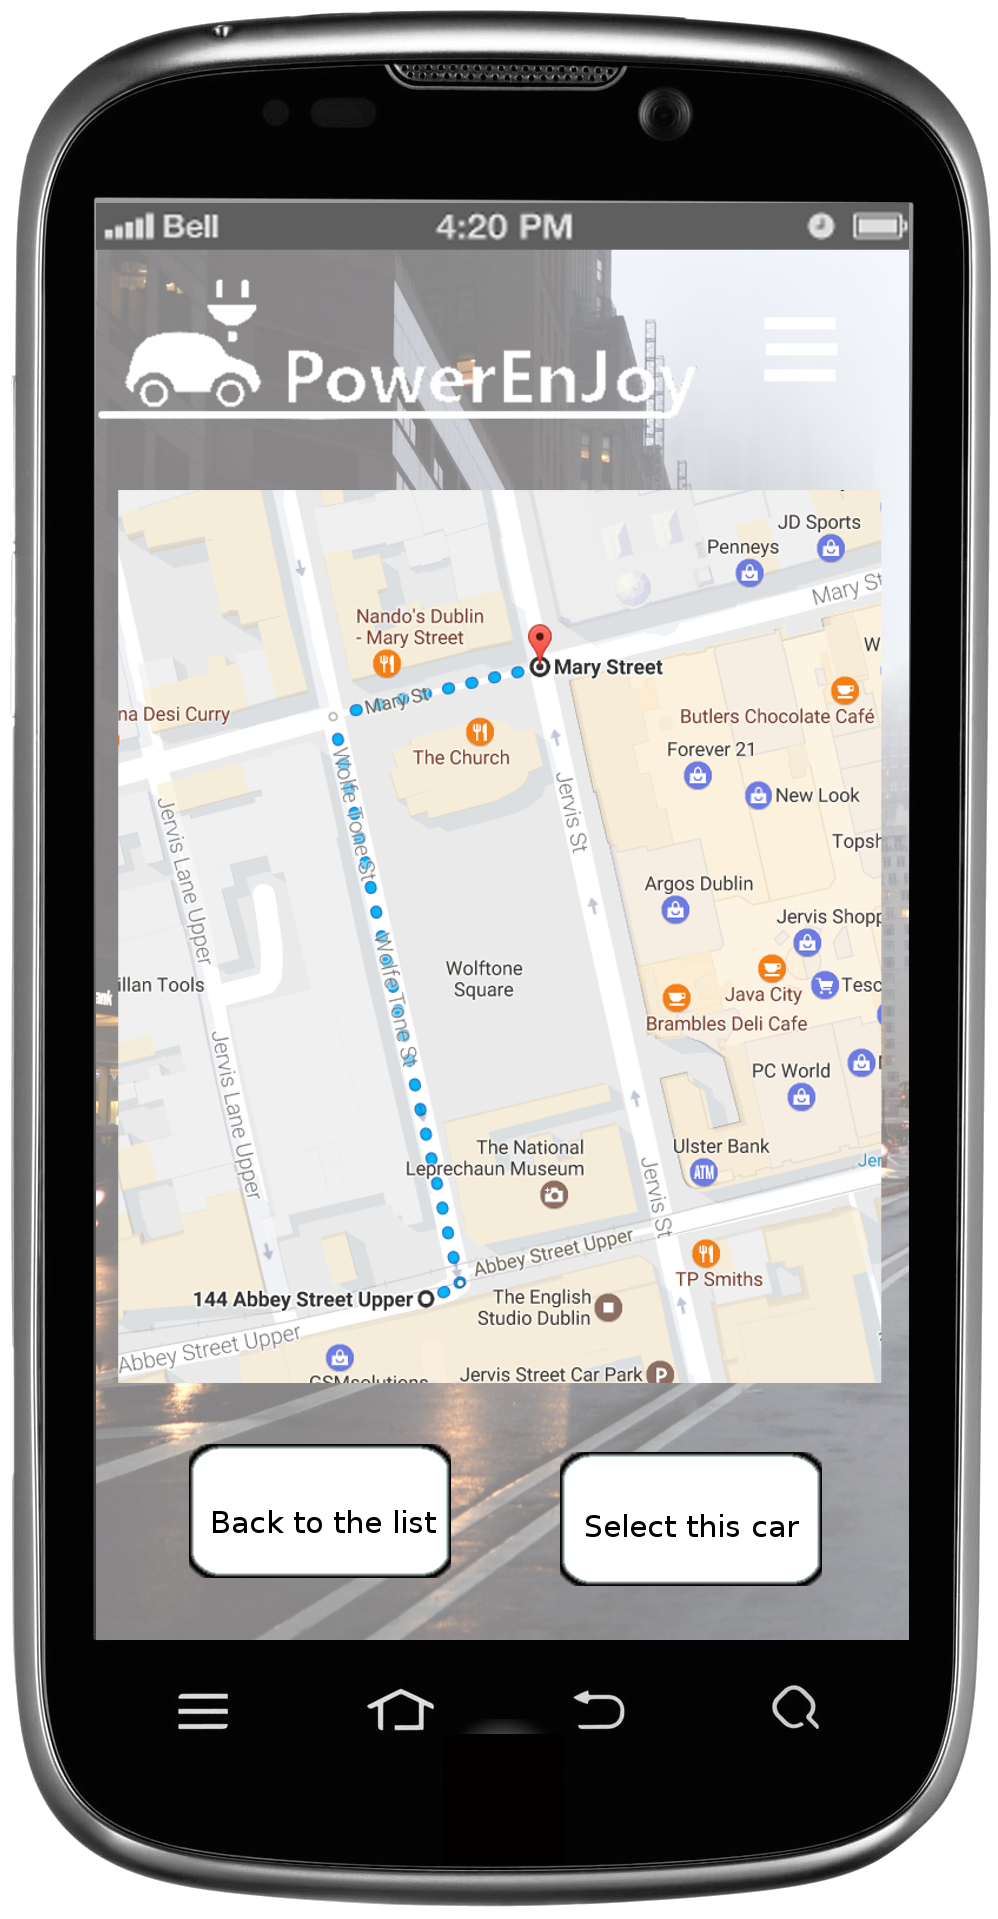 Bell
4:20 PM
PowerEnJoy
JD Sports
Penneys
Mary St
Nando's Dublin
- Mary Street
Mary Street
Mary St
na Desi Curry
Butlers Chocolate Café
The Church
Forever 21
New Look
Wolfe Tone St
Jervis St
Jervis Lane Upper
Topsh
Argos Dublin
Jervis Shopp
Wolfe Tone St
Wolftone
Square
illan Tools
Java City
Tesc
Brambles Deli Cafe
Jervis Lane Upper
PC World
The National
Leprechaun Museum
Ulster Bank
ATM
Jer
Jervis St
Abbey Street Upper
TP Smiths
144 Abbey Street Upper
The English
Studio Dublin
Abbey Street Upper
GSMsolutions
Jervis Street Car Park
P
Back to the list
Select this car